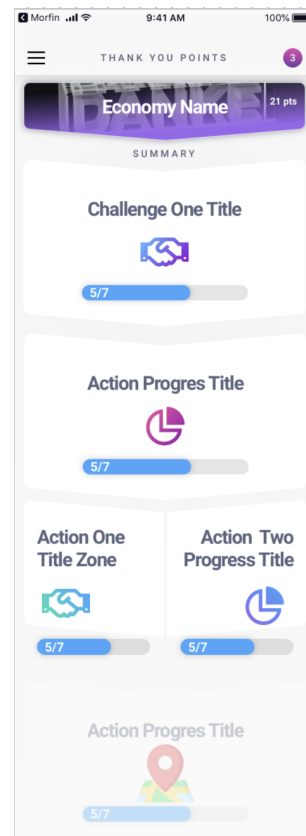 Morfin 9:41 AM 100%
THANK YOU POINTS 3
DANKE
Economy Name 21 pts
SUMMARY
Challenge One Title
5/7
Action Progres Title
5/7
Action One
Title Zone
5/7
Action Two
Progress Title
5/7
Action Progres Title
5/7